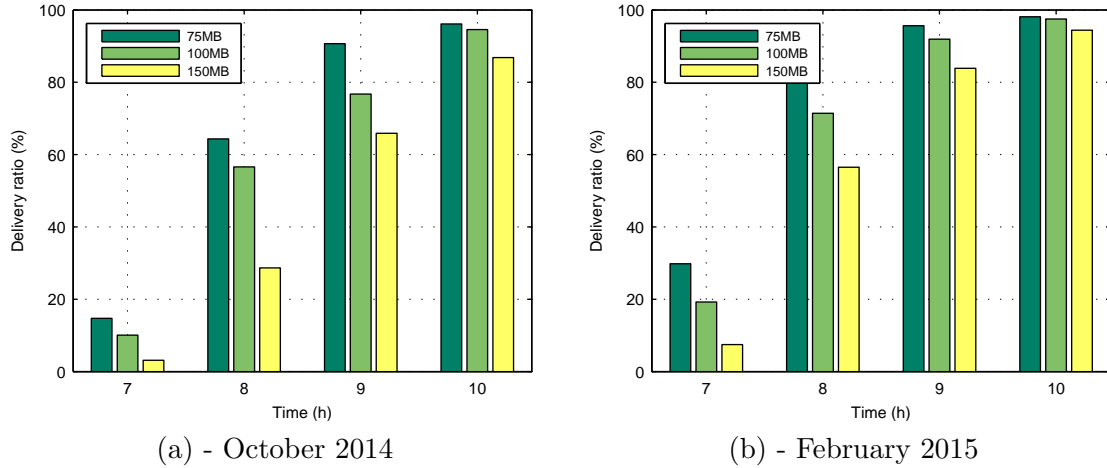 100
80
60
40
20
0
Delivery ratio (%)
75MB
100MB
150MB
7 8 9 10
Time (h)
(a) - October 2014
100
80
60
40
20
0
Delivery ratio (%)
75MB
100MB
150MB
7 8 9 10
Time (h)
(b) - February 2015